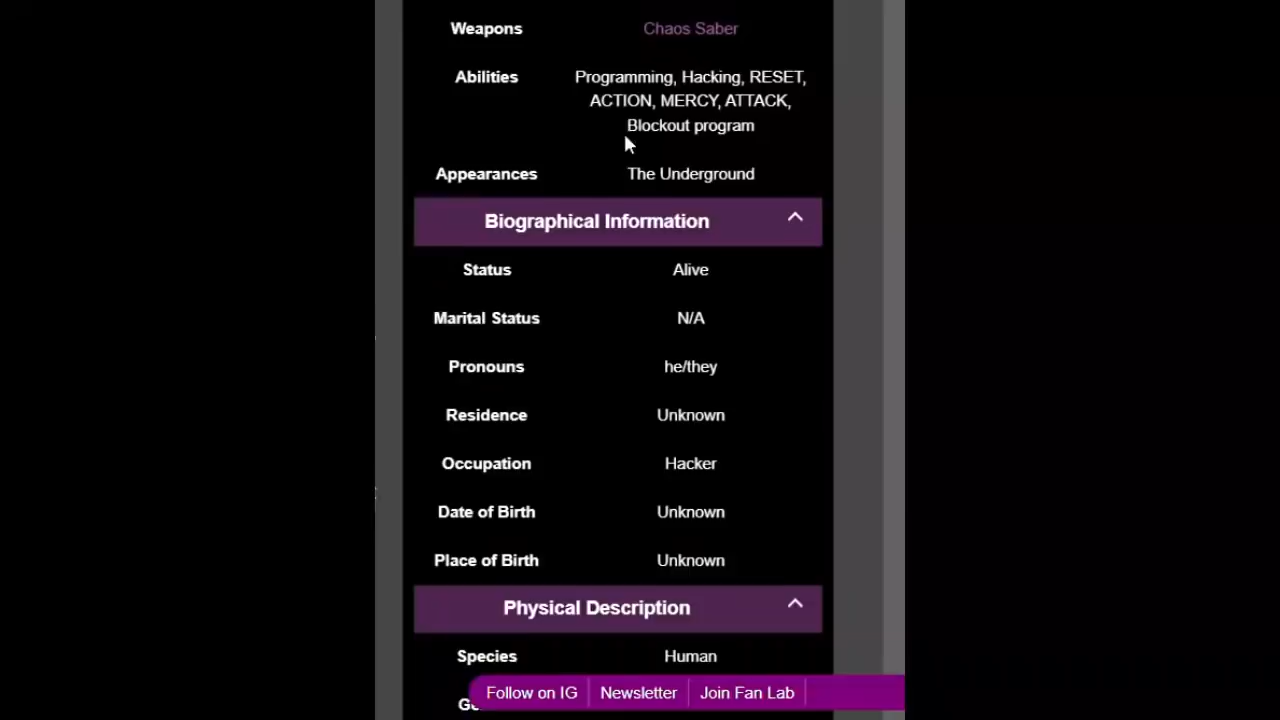 Weapons Chaos Saber
Abilities Programming, Hacking, RESET,
ACTION, MERCY, ATTACK,
Blockout program
Appearances The Underground
Biographical Information
Status Alive
Marital Status N/A
Pronouns he/they
Residence Unknown
Occupation Hacker
Date of Birth Unknown
Place of Birth Unknown
Physical Description
Species Human
Follow on IG Newsletter Join Fan Lab